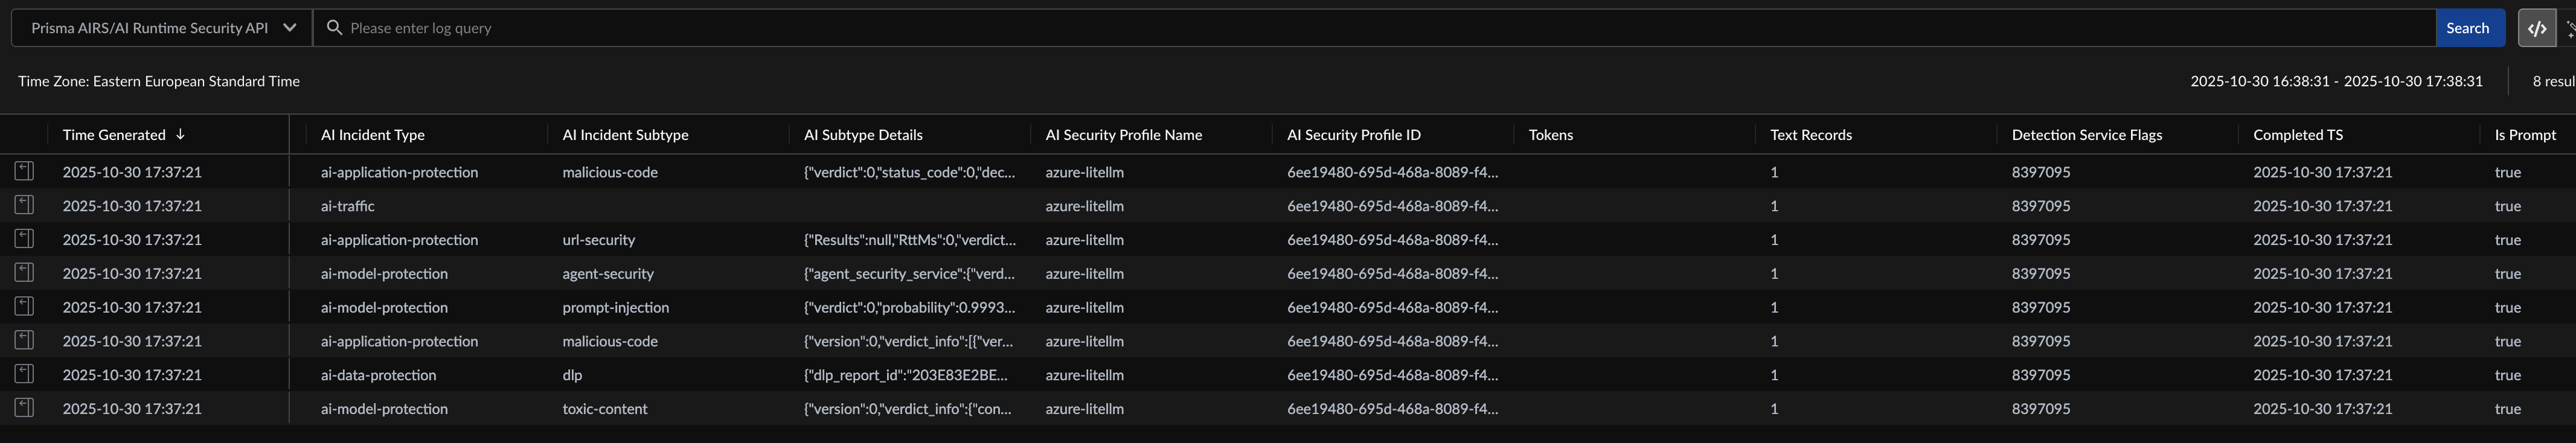 Prisma AIRS/AI Runtime Security API Please enter log query Search </>
Time Zone: Eastern European Standard Time 2025-10-30 16:38:31 - 2025-10-30 17:38:31 8 resul
Time Generated ↓ AI Incident Type AI Incident Subtype AI Subtype Details AI Security Profile Name AI Security Profile ID Tokens Text Records Detection Service Flags Completed TS Is Prompt
2025-10-30 17:37:21 ai-application-protection malicious-code {"verdict":0,"status_code":0,"dec... azure-litellm 6ee19480-695d-468a-8089-f4... 1 8397095 2025-10-30 17:37:21 true
2025-10-30 17:37:21 ai-traffic azure-litellm 6ee19480-695d-468a-8089-f4... 1 8397095 2025-10-30 17:37:21 true
2025-10-30 17:37:21 ai-application-protection url-security {"Results":null,"RttMs":0,"verdict... azure-litellm 6ee19480-695d-468a-8089-f4... 1 8397095 2025-10-30 17:37:21 true
2025-10-30 17:37:21 ai-model-protection agent-security {"agent_security_service":{"verd... azure-litellm 6ee19480-695d-468a-8089-f4... 1 8397095 2025-10-30 17:37:21 true
2025-10-30 17:37:21 ai-model-protection prompt-injection {"verdict":0,"probability":0.9993... azure-litellm 6ee19480-695d-468a-8089-f4... 1 8397095 2025-10-30 17:37:21 true
2025-10-30 17:37:21 ai-application-protection malicious-code {"version":0,"verdict_info":[{"ver... azure-litellm 6ee19480-695d-468a-8089-f4... 1 8397095 2025-10-30 17:37:21 true
2025-10-30 17:37:21 ai-data-protection dlp {"dlp_report_id":"203E83E2BE... azure-litellm 6ee19480-695d-468a-8089-f4... 1 8397095 2025-10-30 17:37:21 true
2025-10-30 17:37:21 ai-model-protection toxic-content {"version":0,"verdict_info":{"con... azure-litellm 6ee19480-695d-468a-8089-f4... 1 8397095 2025-10-30 17:37:21 true